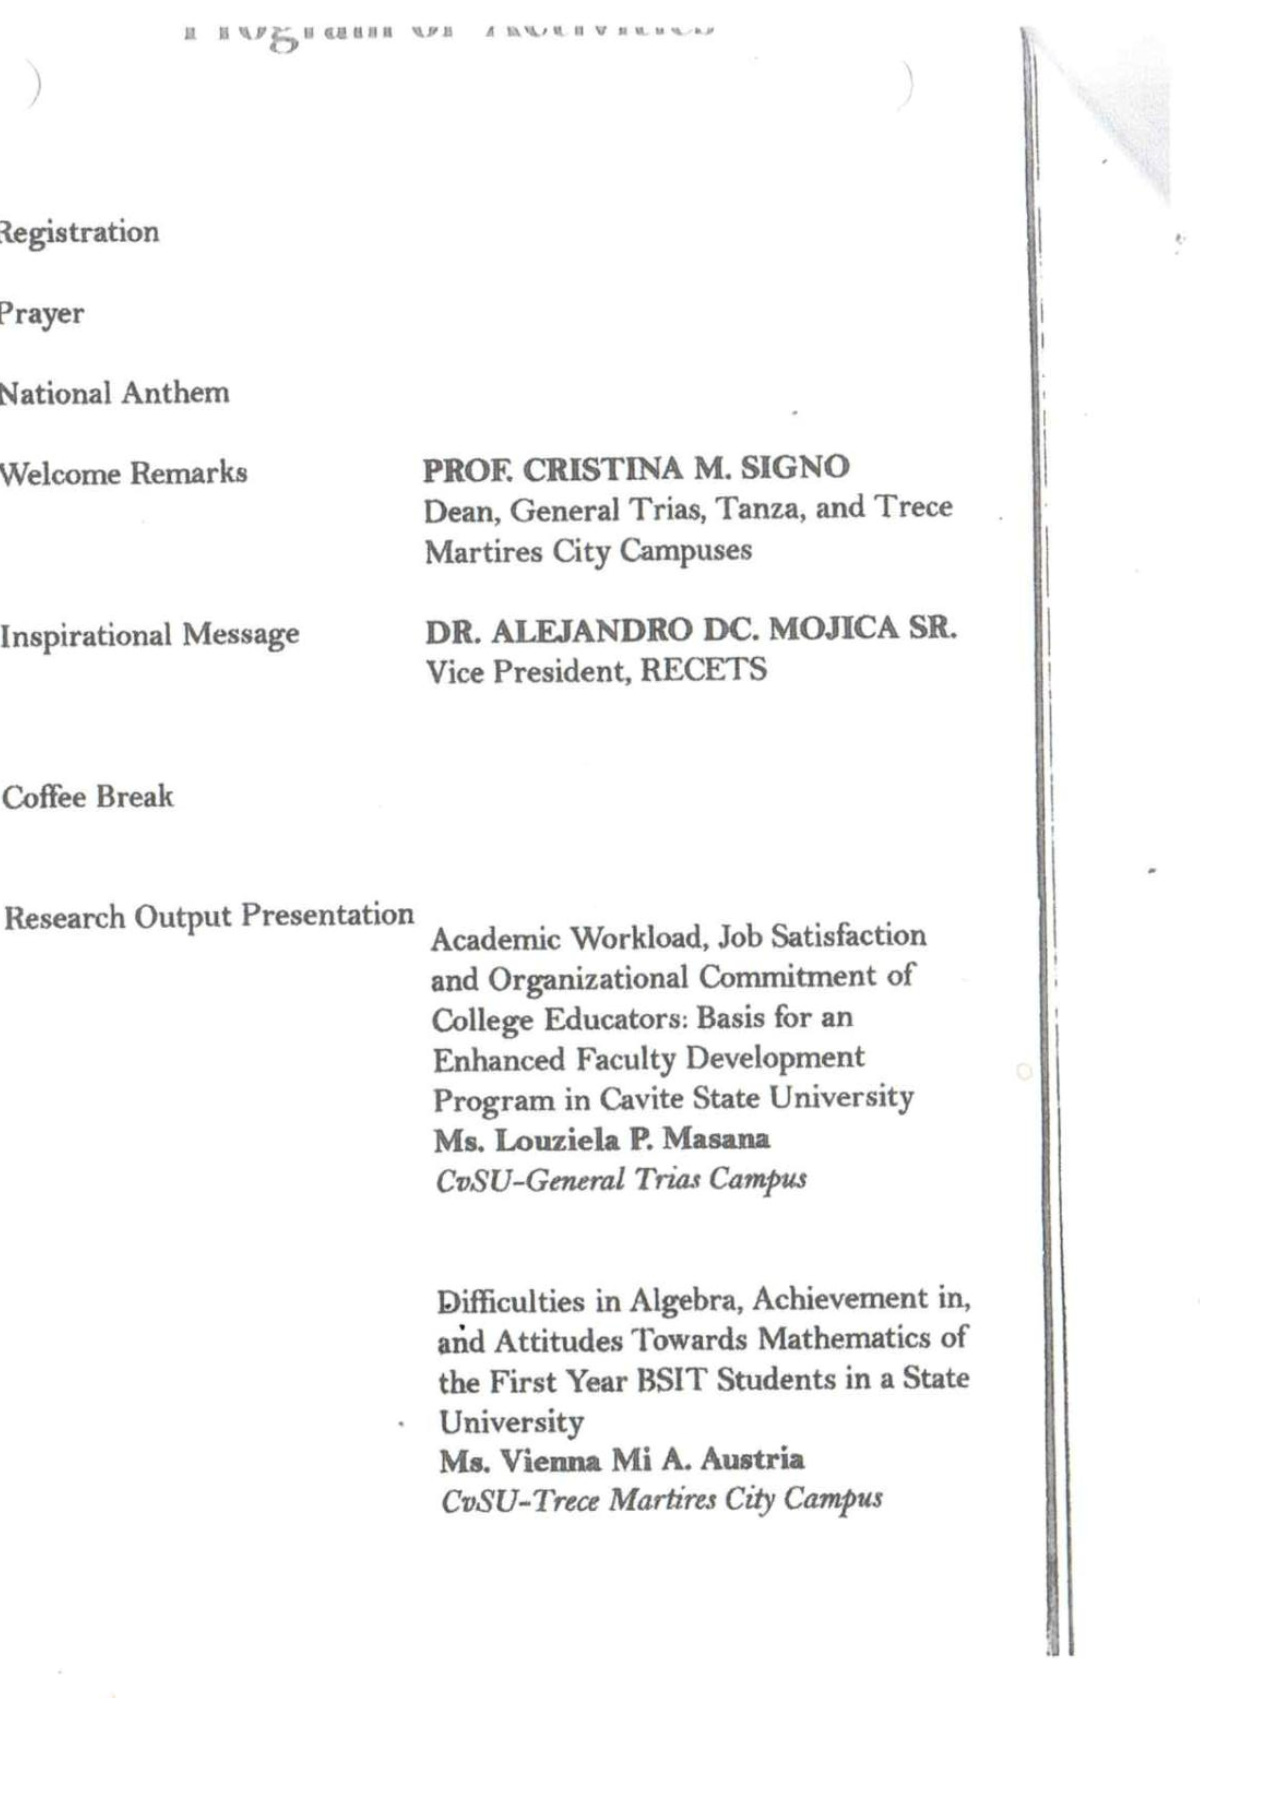 Registration
Prayer
National Anthem
Welcome Remarks
PROF. CRISTINA M. SIGNO
Dean, General Trias, Tanza, and Trece
Martires City Campuses
Inspirational Message
DR. ALEJANDRO DC. MOJICA SR.
Vice President, RECETS
Coffee Break
Research Output Presentation
Academic Workload, Job Satisfaction
and Organizational Commitment of
College Educators: Basis for an
Enhanced Faculty Development
Program in Cavite State University
Ms. Louziela P. Masana
CvSU-General Trias Campus
Difficulties in Algebra, Achievement in,
and Attitudes Towards Mathematics of
the First Year BSIT Students in a State
University
Ms. Vienna Mi A. Austria
CvSU-Trece Martires City Campus